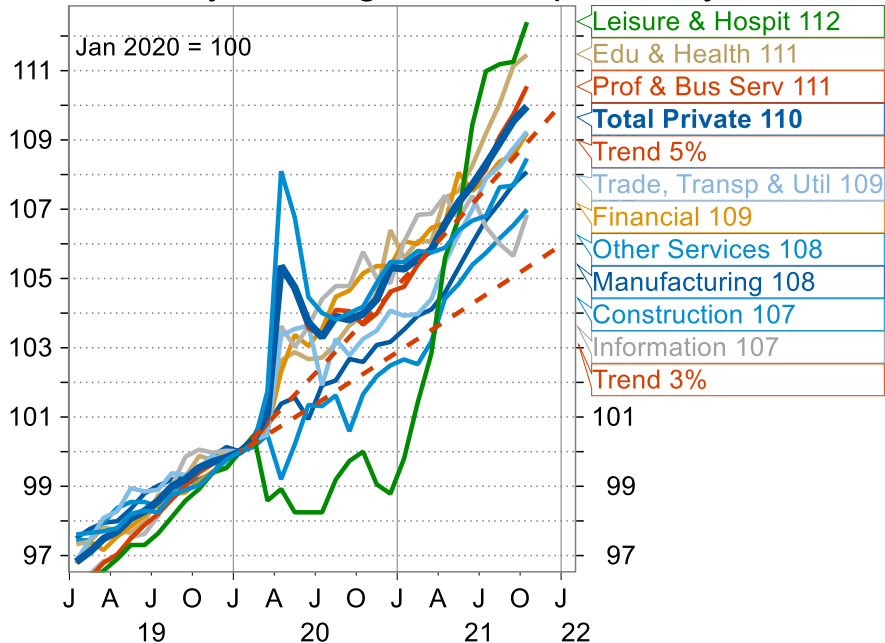 Jan 2020 = 100
111
109
107
105
103
101
99
97
Leisure & Hospit 112
Edu & Health 111
Prof & Bus Serv 111
Total Private 110
Trend 5%
Trade, Transp & Util 109
Financial 109
Other Services 108
Manufacturing 108
Construction 107
Information 107
Trend 3%
101
99
97
J A J O J A J O J A J O J
19 20 21 22